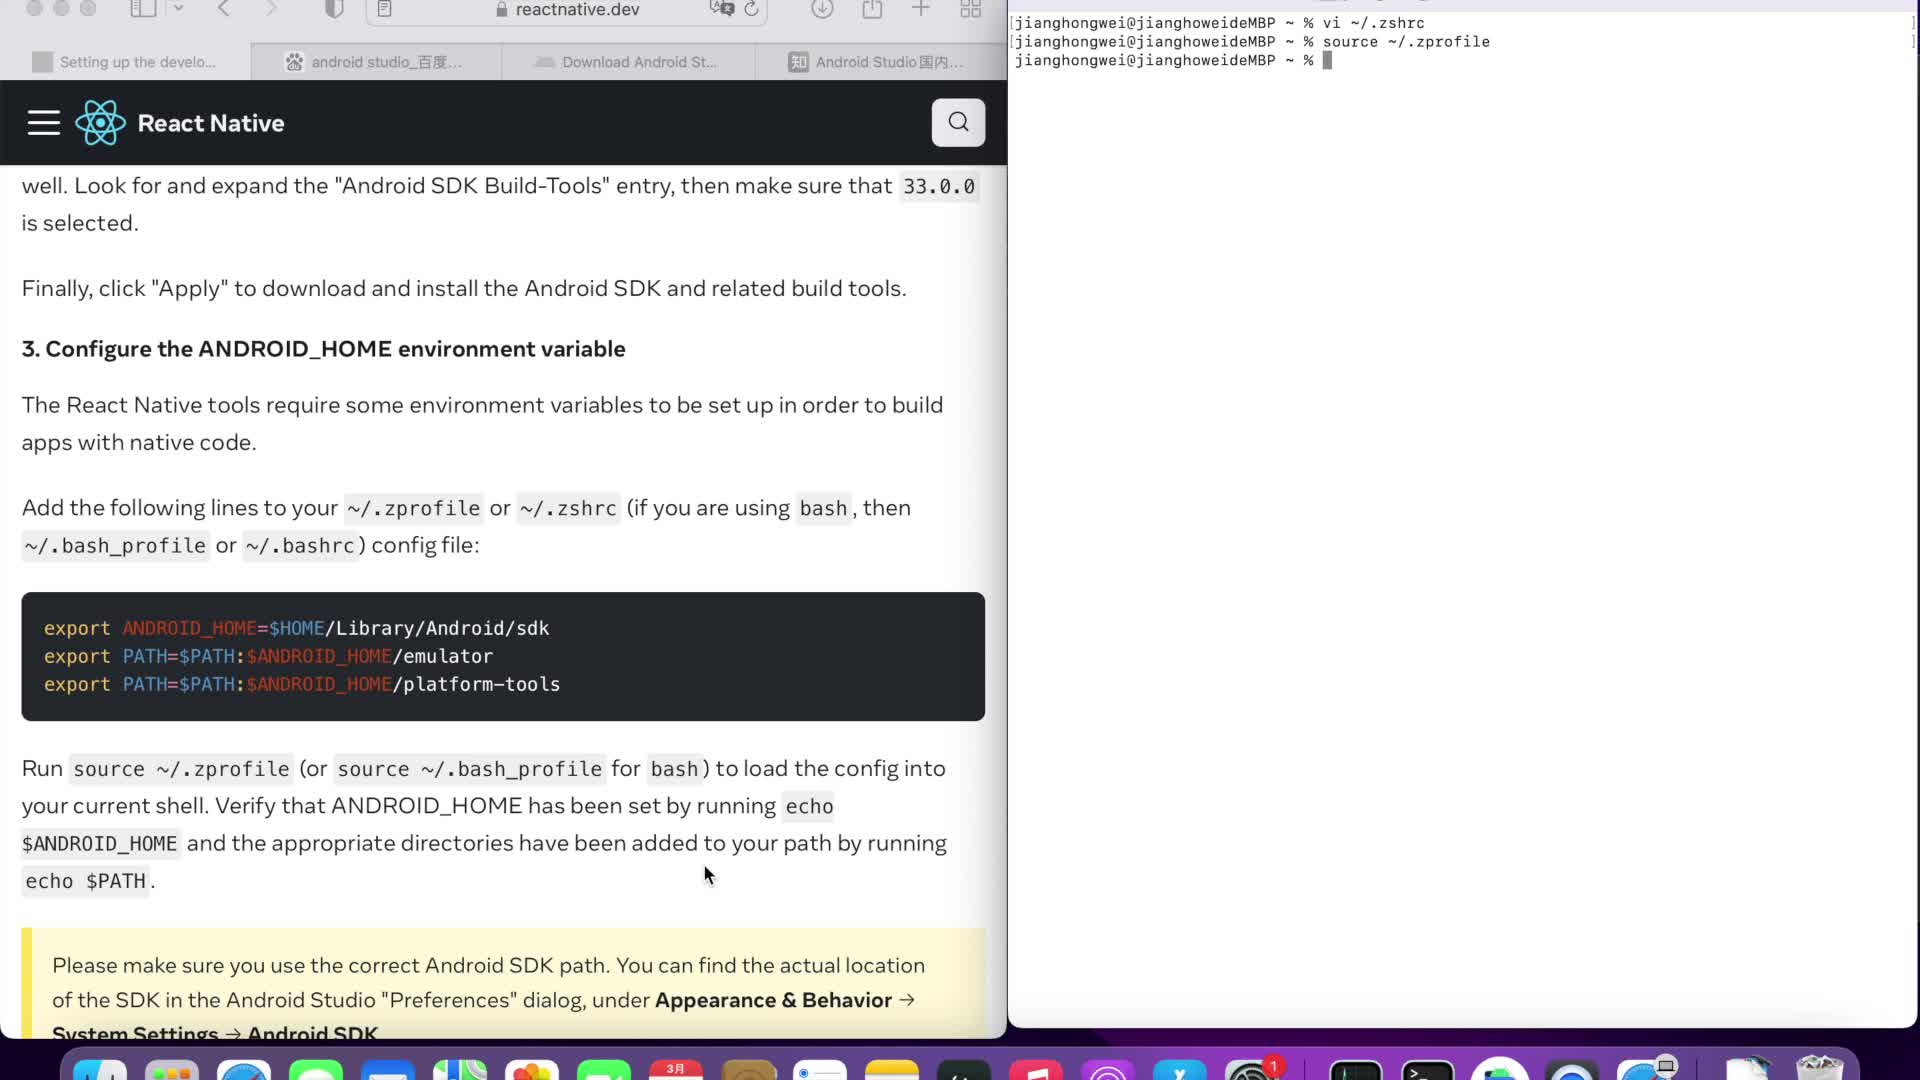 reactnative.dev
Setting up the develo...
android studio_百度...
Download Android St...
知 Android Studio国内...
React Native
well. Look for and expand the "Android SDK Build-Tools" entry, then make sure that 33.0.0
is selected.
Finally, click "Apply" to download and install the Android SDK and related build tools.
3. Configure the ANDROID_HOME environment variable
The React Native tools require some environment variables to be set up in order to build
apps with native code.
Add the following lines to your ~/.zprofile or ~/.zshrc (if you are using bash, then
~/.bash_profile or ~/.bashrc) config file:
export ANDROID_HOME=$HOME/Library/Android/sdk
export PATH=$PATH:$ANDROID_HOME/emulator
export PATH=$PATH:$ANDROID_HOME/platform-tools
Run source ~/.zprofile (or source ~/.bash_profile for bash) to load the config into
your current shell. Verify that ANDROID_HOME has been set by running echo
$ANDROID_HOME and the appropriate directories have been added to your path by running
echo $PATH.
Please make sure you use the correct Android SDK path. You can find the actual location
of the SDK in the Android Studio "Preferences" dialog, under Appearance & Behavior →
System Settings → Android SDK
[jianghongwei@jianghoweideMBP ~ % vi ~/.zshrc ]
[jianghongwei@jianghoweideMBP ~ % source ~/.zprofile ]
jianghongwei@jianghoweideMBP ~ %
3月
1